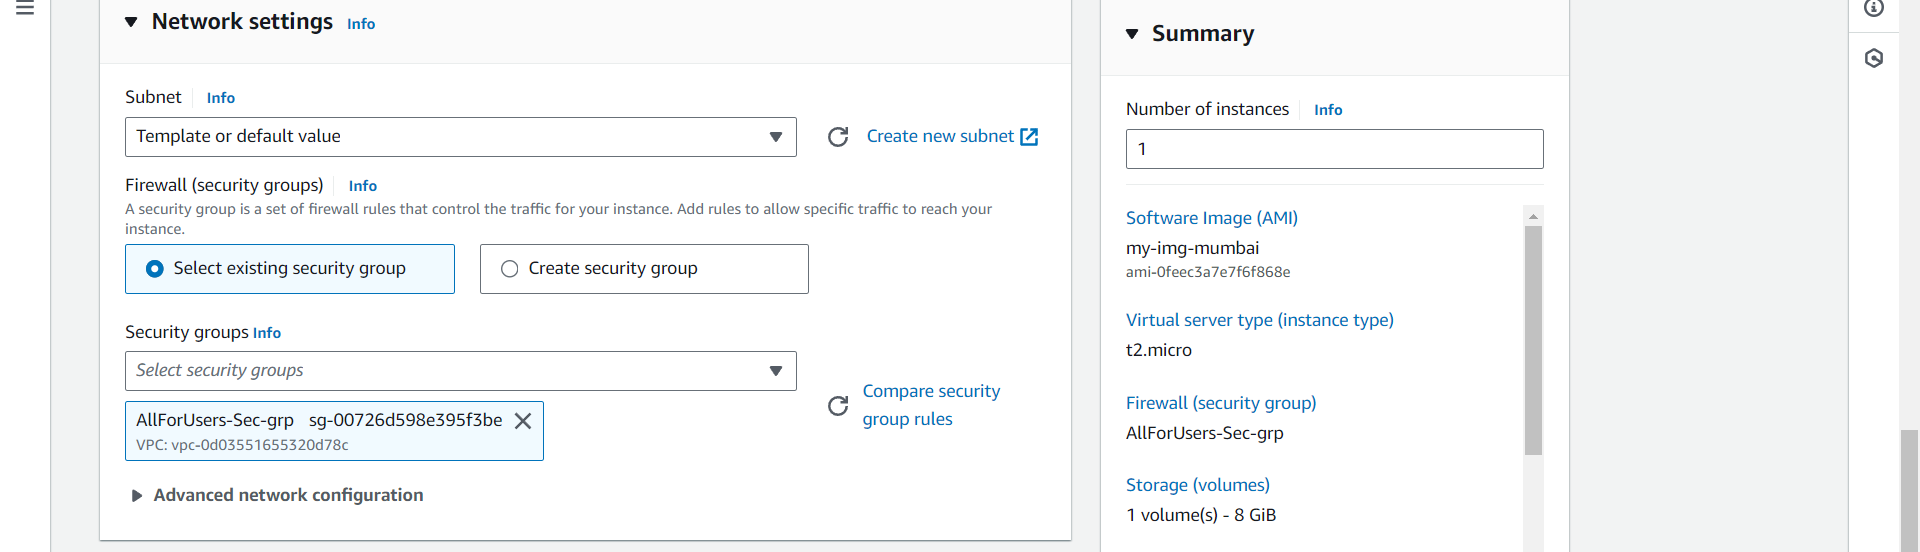 Network settings Info
Subnet Info
Template or default value
Create new subnet
Firewall (security groups) Info
A security group is a set of firewall rules that control the traffic for your instance. Add rules to allow specific traffic to reach your
instance.
Select existing security group
Create security group
Security groups Info
Select security groups
AllForUsers-Sec-grp sg-00726d598e395f3be
VPC: vpc-0d03551655320d78c
Compare security
group rules
Advanced network configuration
Summary
Number of instances Info
1
Software Image (AMI)
my-img-mumbai
ami-0feec3a7e7f6f868e
Virtual server type (instance type)
t2.micro
Firewall (security group)
AllForUsers-Sec-grp
Storage (volumes)
1 volume(s) - 8 GiB